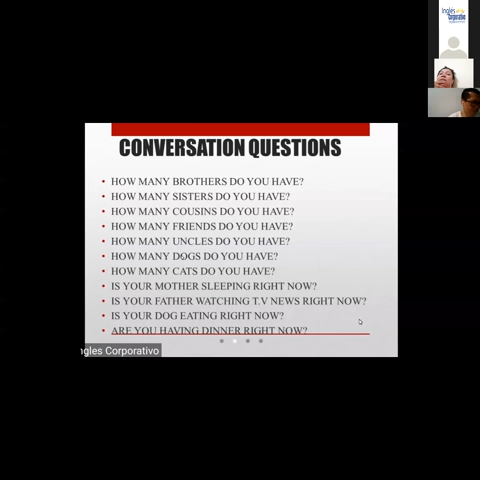 Ingles
Corporativo
CONVERSATION QUESTIONS
• HOW MANY BROTHERS DO YOU HAVE?
• HOW MANY SISTERS DO YOU HAVE?
• HOW MANY COUSINS DO YOU HAVE?
• HOW MANY FRIENDS DO YOU HAVE?
• HOW MANY UNCLES DO YOU HAVE?
• HOW MANY DOGS DO YOU HAVE?
• HOW MANY CATS DO YOU HAVE?
• IS YOUR MOTHER SLEEPING RIGHT NOW?
• IS YOUR FATHER WATCHING T.V NEWS RIGHT NOW?
• IS YOUR DOG EATING RIGHT NOW?
• ARE YOU HAVING DINNER RIGHT NOW?
ngles Corporativo